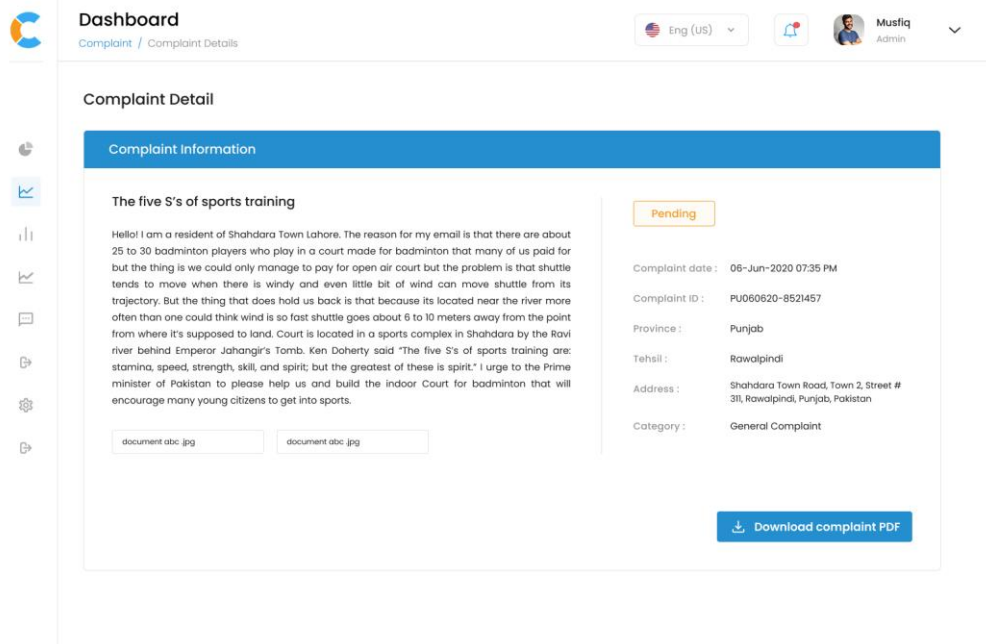 Dashboard
Complaint / Complaint Details
Eng (US)
Musfiq
Admin
Complaint Detail
Complaint Information
The five S's of sports training
Hello! I am a resident of Shahdara Town Lahore. The reason for my email is that there are about
25 to 30 badminton players who play in a court made for badminton that many of us paid for
but the thing is we could only manage to pay for open air court but the problem is that shuttle
tends to move when there is windy and even little bit of wind can move shuttle from its
trajectory. But the thing that does hold us back is that because its located near the river more
often than one could think wind is so fast shuttle goes about 6 to 10 meters away from the point
from where it's supposed to land. Court is located in a sports complex in Shahdara by the Ravi
river behind Emperor Jahangir's Tomb. Ken Doherty said "The five S's of sports training are:
stamina, speed, strength, skill, and spirit; but the greatest of these is spirit." I urge to the Prime
minister of Pakistan to please help us and build the indoor Court for badminton that will
encourage many young citizens to get into sports.
document abc .jpg
document abc .jpg
Pending
Complaint date : 06-Jun-2020 07:35 PM
Complaint ID : PU060620-8521457
Province : Punjab
Tehsil : Rawalpindi
Address : Shahdara Town Road, Town 2, Street #
311, Rawalpindi, Punjab, Pakistan
Category : General Complaint
Download complaint PDF